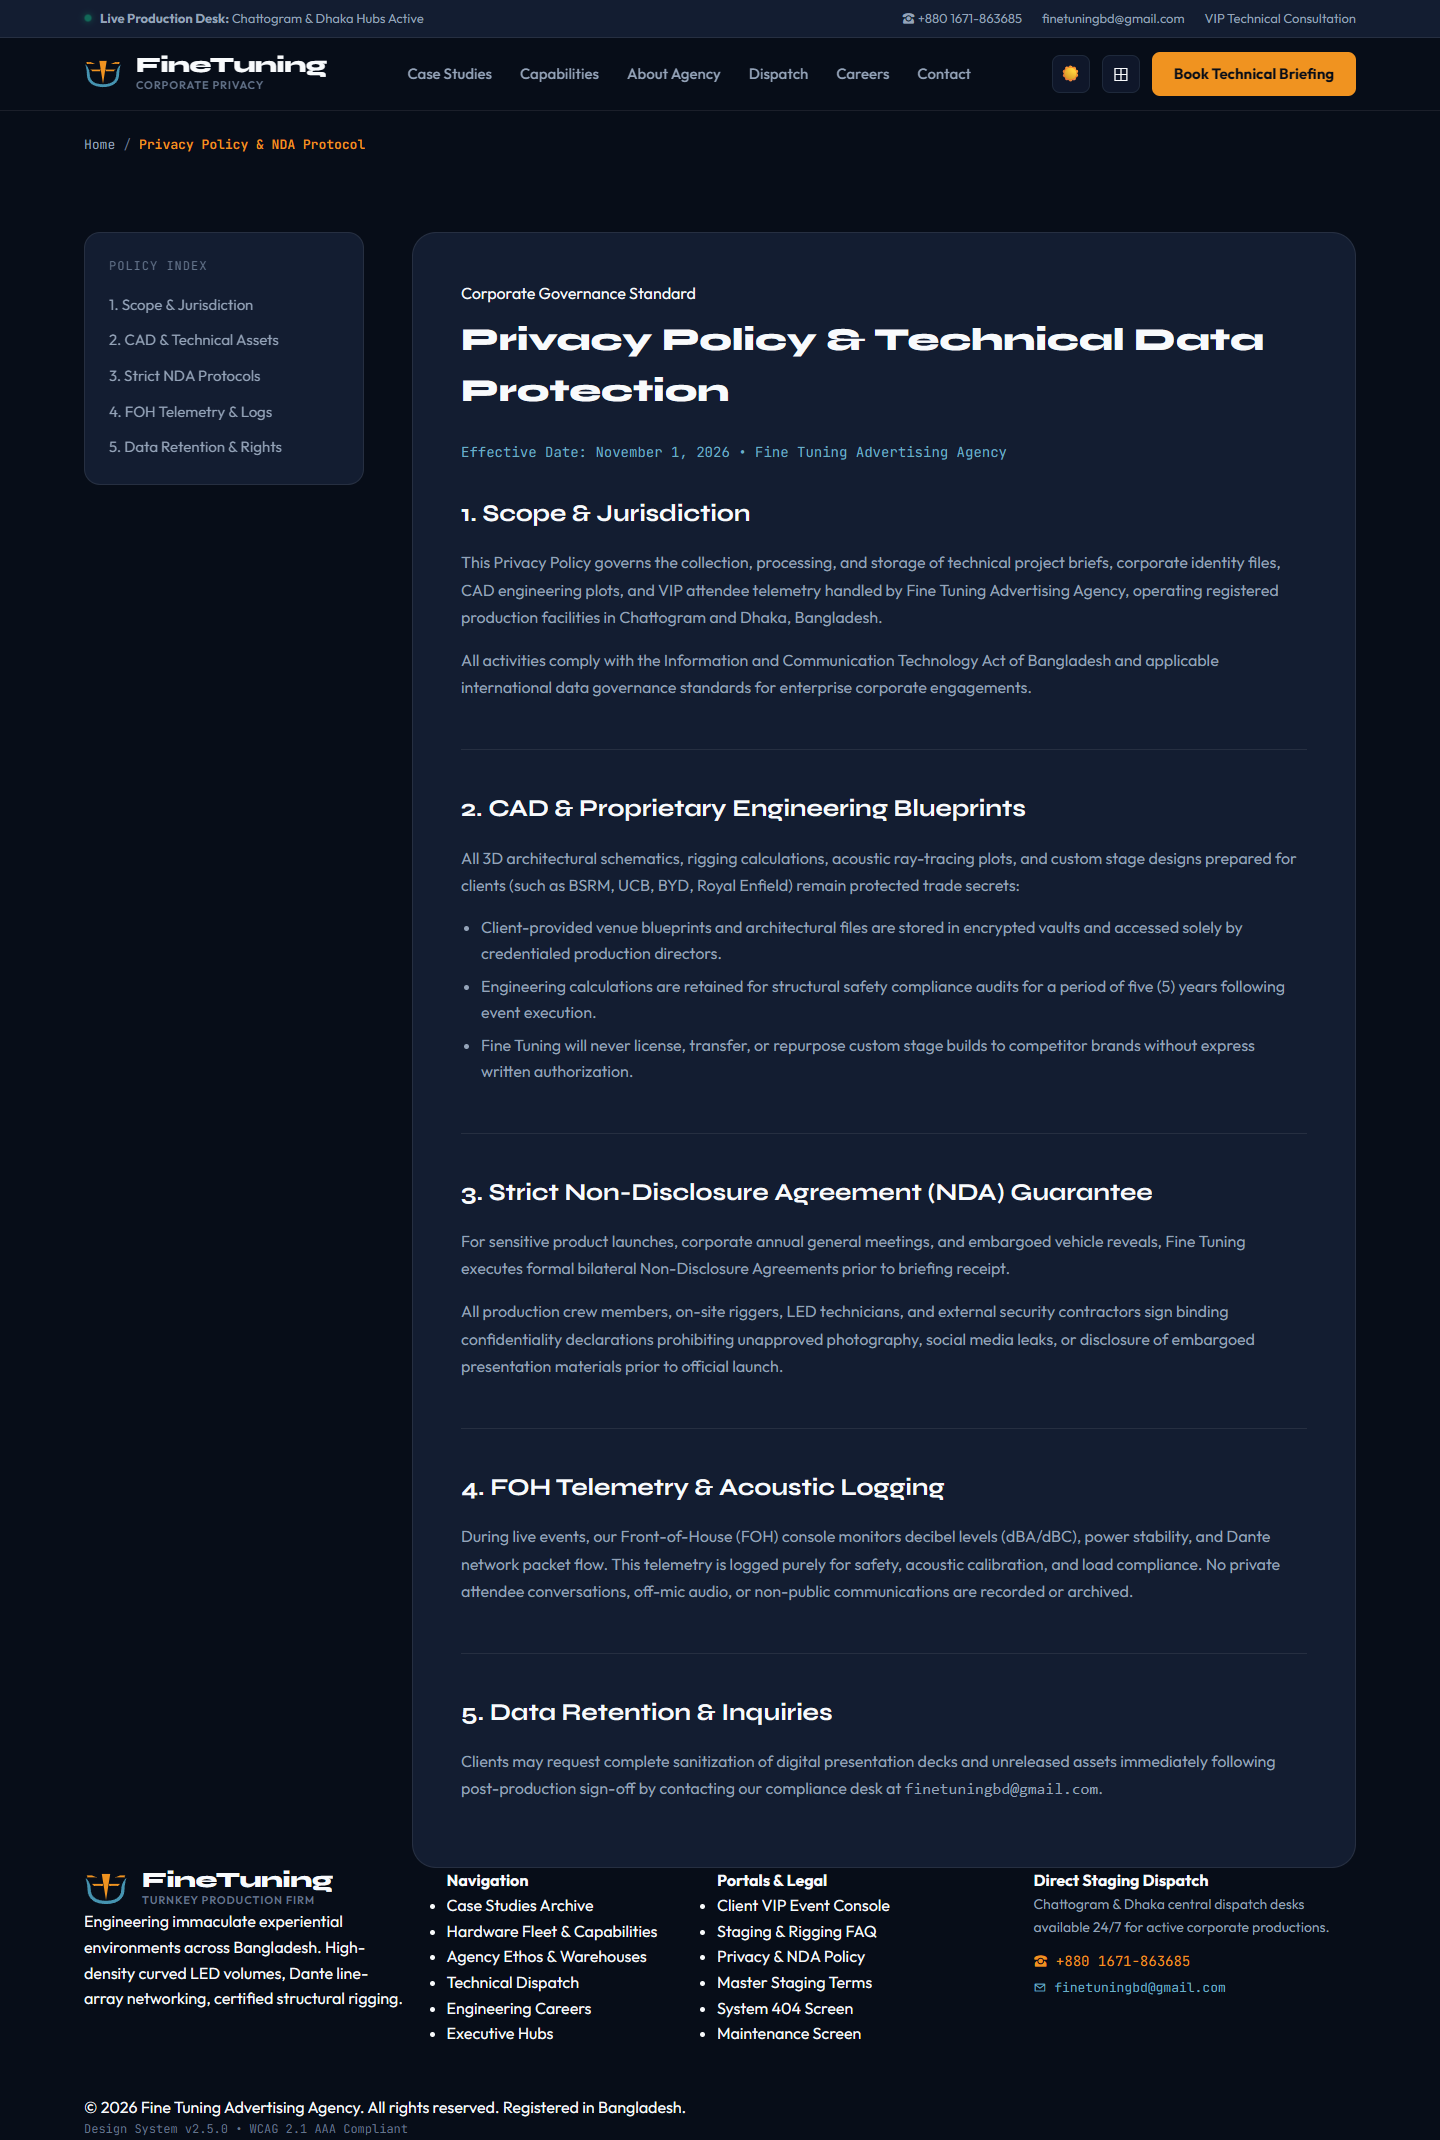 Live Production Desk: Chattogram & Dhaka Hubs Active
☎ +880 1671-863685
finetuningbd@gmail.com
VIP Technical Consultation
FineTuning
CORPORATE PRIVACY
Case Studies
Capabilities
About Agency
Dispatch
Careers
Contact
Book Technical Briefing
Home / Privacy Policy & NDA Protocol
POLICY INDEX
1. Scope & Jurisdiction
2. CAD & Technical Assets
3. Strict NDA Protocols
4. FOH Telemetry & Logs
5. Data Retention & Rights
Corporate Governance Standard
Privacy Policy & Technical Data
Protection
Effective Date: November 1, 2026 • Fine Tuning Advertising Agency
1. Scope & Jurisdiction
This Privacy Policy governs the collection, processing, and storage of technical project briefs, corporate identity files,
CAD engineering plots, and VIP attendee telemetry handled by Fine Tuning Advertising Agency, operating registered
production facilities in Chattogram and Dhaka, Bangladesh.
All activities comply with the Information and Communication Technology Act of Bangladesh and applicable
international data governance standards for enterprise corporate engagements.
2. CAD & Proprietary Engineering Blueprints
All 3D architectural schematics, rigging calculations, acoustic ray-tracing plots, and custom stage designs prepared for
clients (such as BSRM, UCB, BYD, Royal Enfield) remain protected trade secrets:
• Client-provided venue blueprints and architectural files are stored in encrypted vaults and accessed solely by
credentialed production directors.
• Engineering calculations are retained for structural safety compliance audits for a period of five (5) years following
event execution.
• Fine Tuning will never license, transfer, or repurpose custom stage builds to competitor brands without express
written authorization.
3. Strict Non-Disclosure Agreement (NDA) Guarantee
For sensitive product launches, corporate annual general meetings, and embargoed vehicle reveals, Fine Tuning
executes formal bilateral Non-Disclosure Agreements prior to briefing receipt.
All production crew members, on-site riggers, LED technicians, and external security contractors sign binding
confidentiality declarations prohibiting unapproved photography, social media leaks, or disclosure of embargoed
presentation materials prior to official launch.
4. FOH Telemetry & Acoustic Logging
During live events, our Front-of-House (FOH) console monitors decibel levels (dBA/dBC), power stability, and Dante
network packet flow. This telemetry is logged purely for safety, acoustic calibration, and load compliance. No private
attendee conversations, off-mic audio, or non-public communications are recorded or archived.
5. Data Retention & Inquiries
Clients may request complete sanitization of digital presentation decks and unreleased assets immediately following
post-production sign-off by contacting our compliance desk at finetuningbd@gmail.com.
FineTuning
TURNKEY PRODUCTION FIRM
Engineering immaculate experiential
environments across Bangladesh. High-
density curved LED volumes, Dante line-
array networking, certified structural rigging.
Navigation
• Case Studies Archive
• Hardware Fleet & Capabilities
• Agency Ethos & Warehouses
• Technical Dispatch
• Engineering Careers
• Executive Hubs
Portals & Legal
• Client VIP Event Console
• Staging & Rigging FAQ
• Privacy & NDA Policy
• Master Staging Terms
• System 404 Screen
• Maintenance Screen
Direct Staging Dispatch
Chattogram & Dhaka central dispatch desks
available 24/7 for active corporate productions.
☎ +880 1671-863685
✉ finetuningbd@gmail.com
© 2026 Fine Tuning Advertising Agency. All rights reserved. Registered in Bangladesh.
Design System v2.5.0 • WCAG 2.1 AAA Compliant